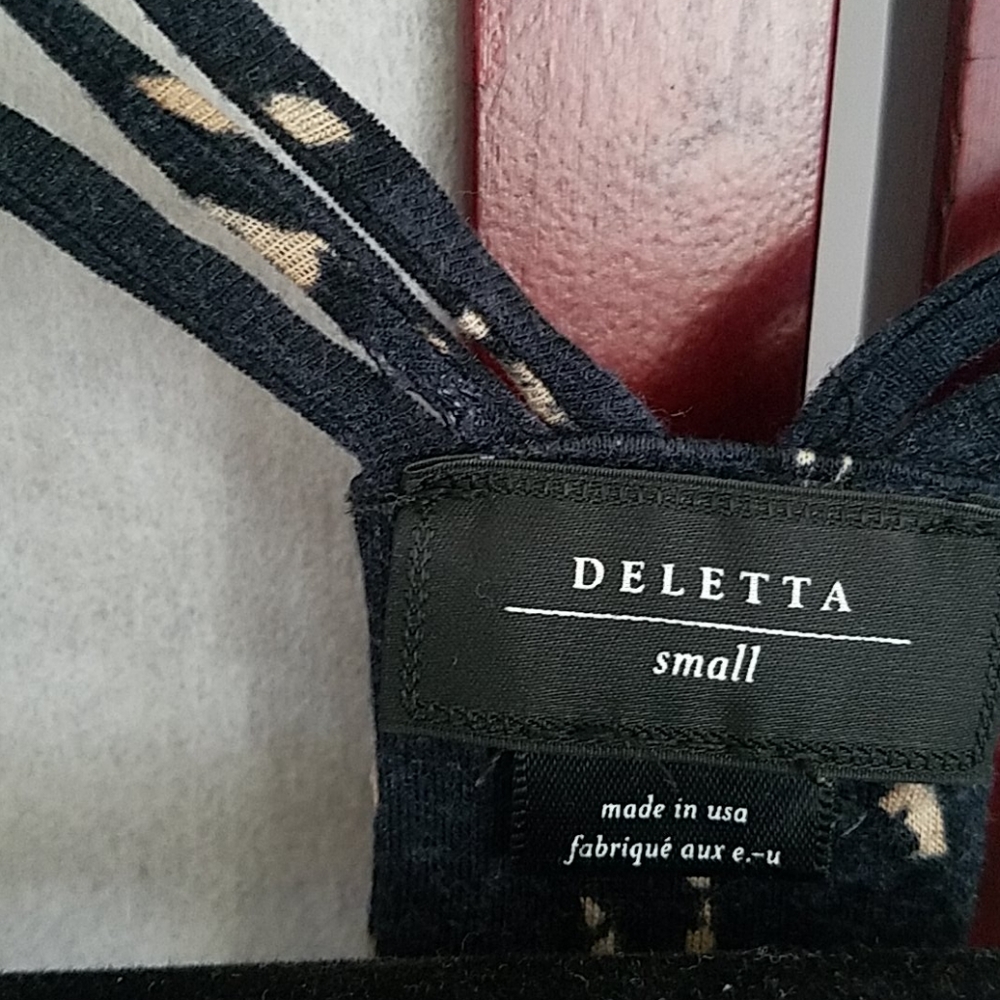 DELETTA
small
made in usa
fabriqué aux e.-u